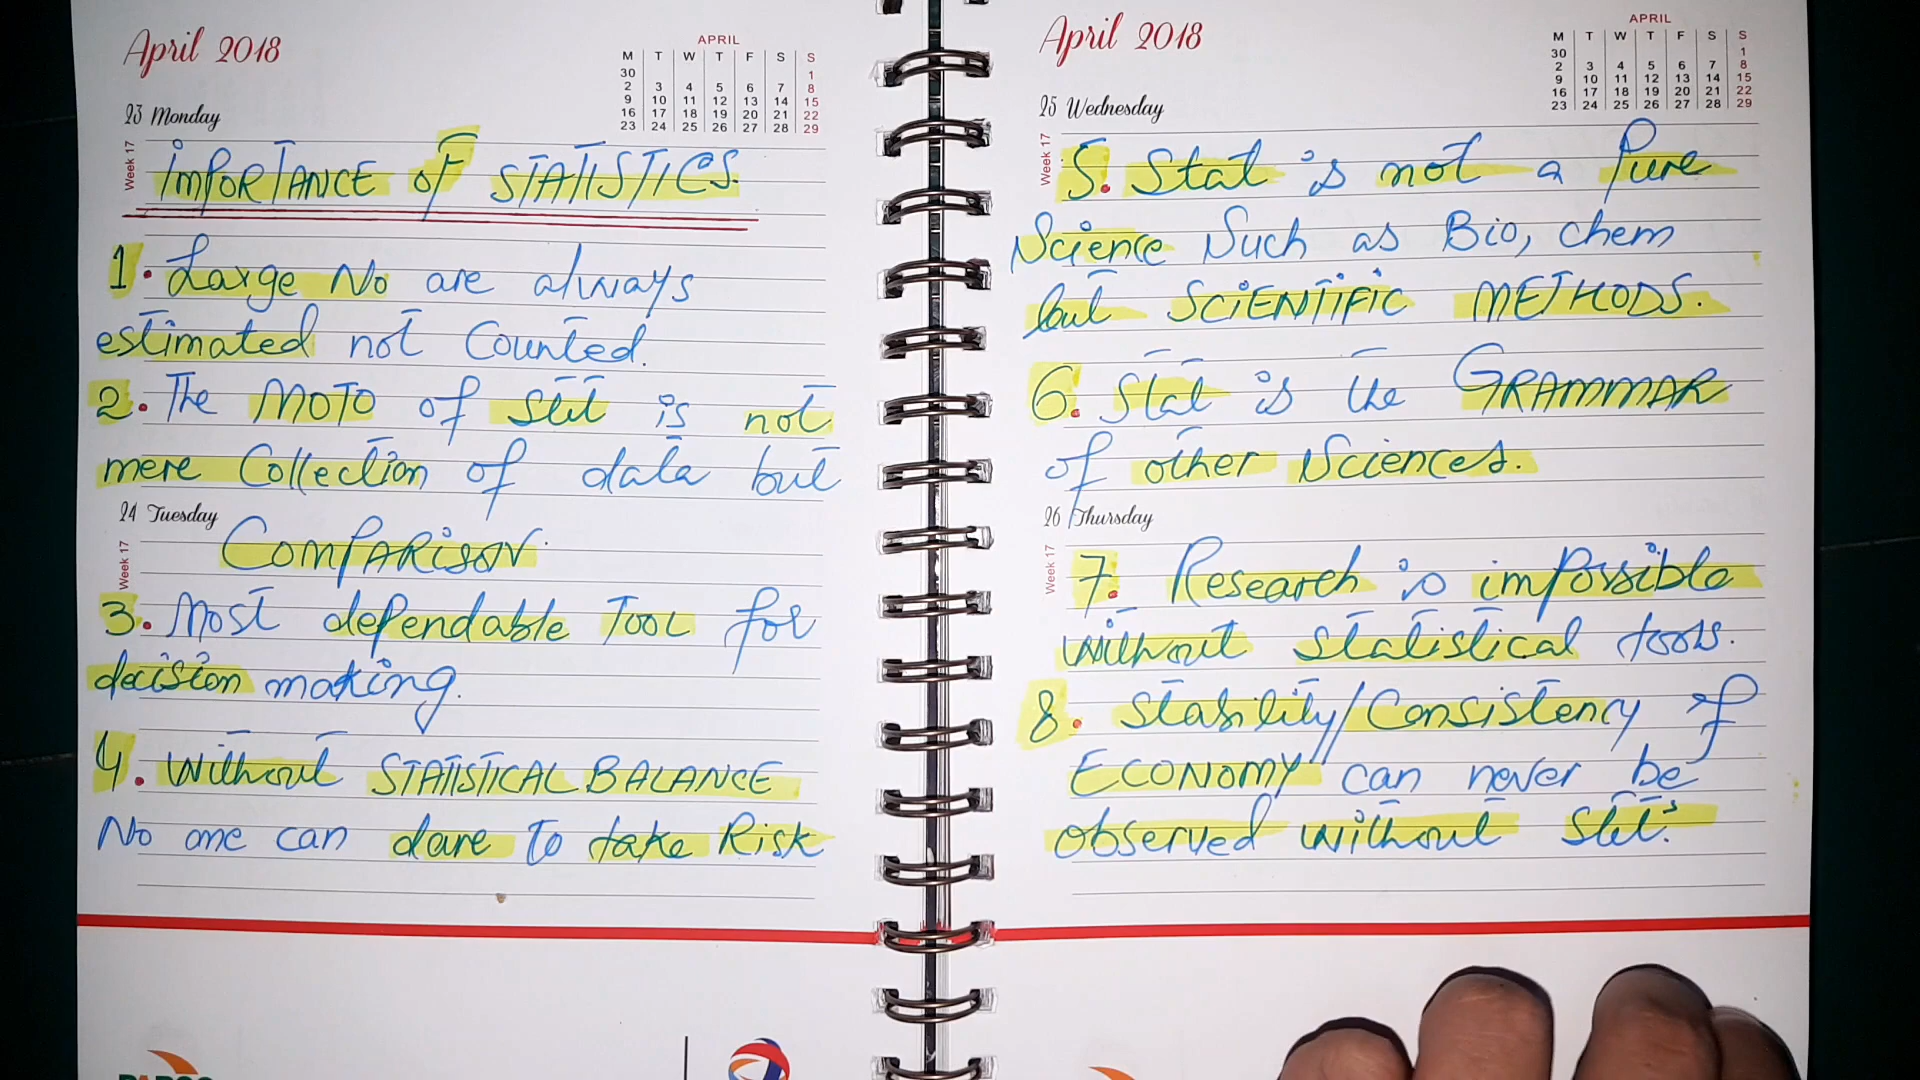 April 2018
APRIL
M T W T F S S
30 1
2 3 4 5 6 7 8
9 10 11 12 13 14 15
16 17 18 19 20 21 22
23 24 25 26 27 28 29
23 Monday
Week 17
IMPORTANCE OF STATISTICS.
1. Large No are always
estimated not Counted.
2. The MOTO of stt is not
mere Collection of data but
24 Tuesday
Week 17
COMPARISON.
3. Most dependable TOOL for
decision making.
4. Without STATISTICAL BALANCE
No one can dare To take Risk
April 2018
APRIL
M T W T F S S
30 1
2 3 4 5 6 7 8
9 10 11 12 13 14 15
16 17 18 19 20 21 22
23 24 25 26 27 28 29
25 Wednesday
Week 17
5. Stat is not a Pure
Science Such as Bio, chem
but SCIENTIFIC METHODS.
6. Stat is the GRAMMAR
of other Sciences.
26 Thursday
Week 17
7. Research is impossible
without statistical tools.
8. Stability/Consistency of
ECONOMY can never be
observed without